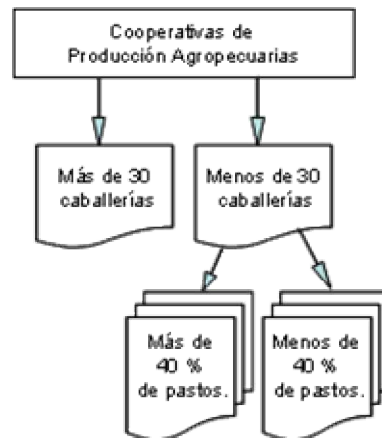 Cooperativas de
Producción Agropecuarias
Más de 30
caballerías
Menos de 30
caballerías
Más de
40 %
de pastos.
Menos de
40 %
de pastos.